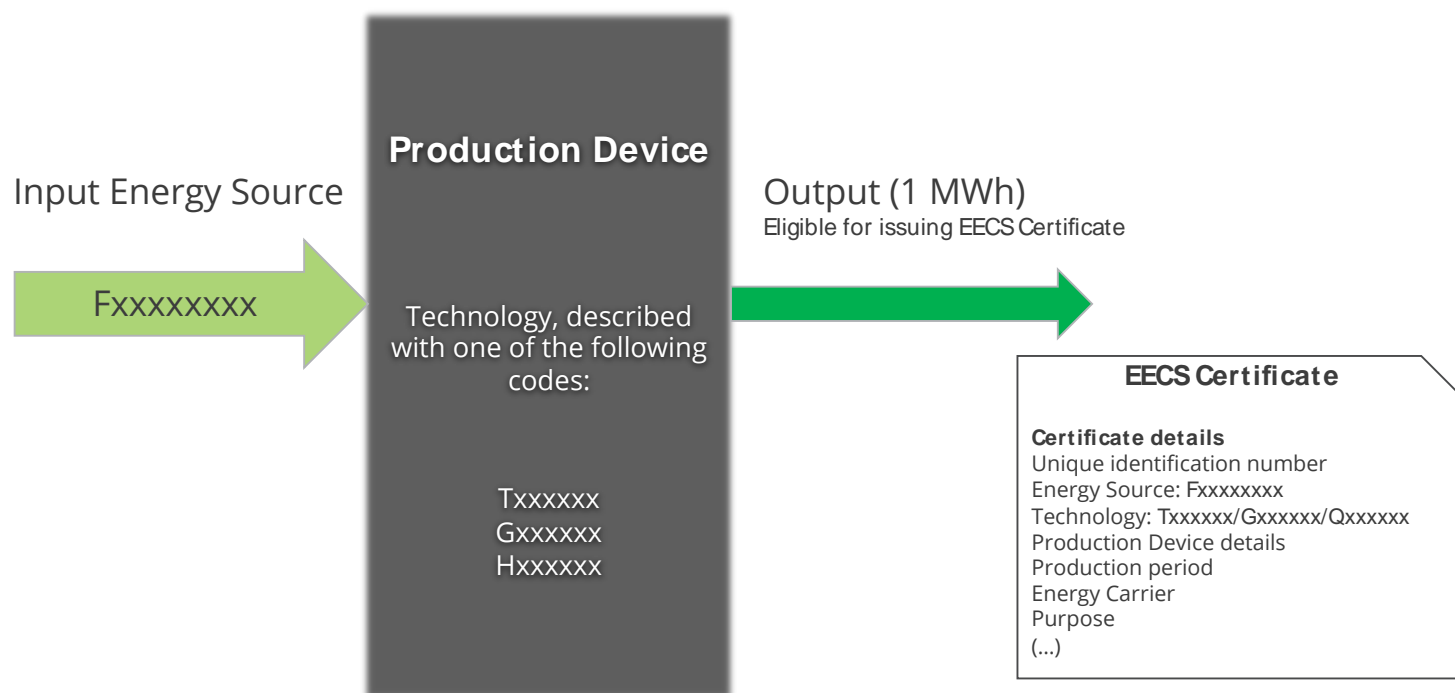 Input Energy Source
Fxxxxxxxx
Production Device
Technology, described
with one of the following
codes:
Txxxxxx
Gxxxxxx
Hxxxxxx
Output (1 MWh)
Eligible for issuing EECS Certificate
EECS Certificate
Certificate details
Unique identification number
Energy Source: Fxxxxxxxx
Technology: Txxxxxx/Gxxxxxx/Qxxxxxx
Production Device details
Production period
Energy Carrier
Purpose
(...)